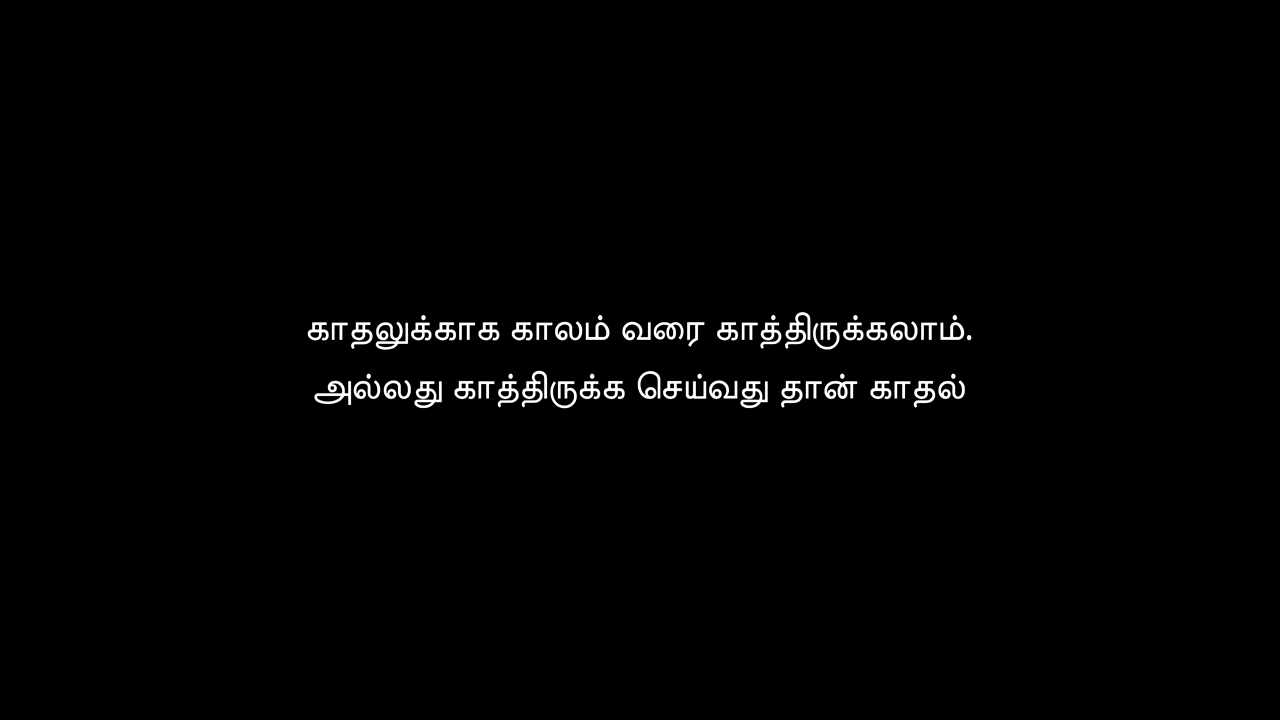 காதலுக்காக காலம் வரை காத்திருக்கலாம்.
அல்லது காத்திருக்க செய்வது தான் காதல்